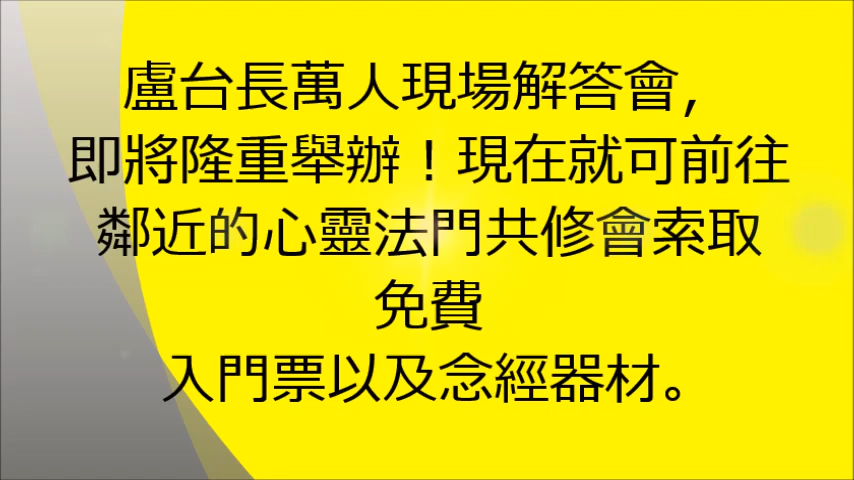 盧台長萬人現場解答會，
即將隆重舉辦！現在就可前往
鄰近的心靈法門共修會索取
免費
入門票以及念經器材。